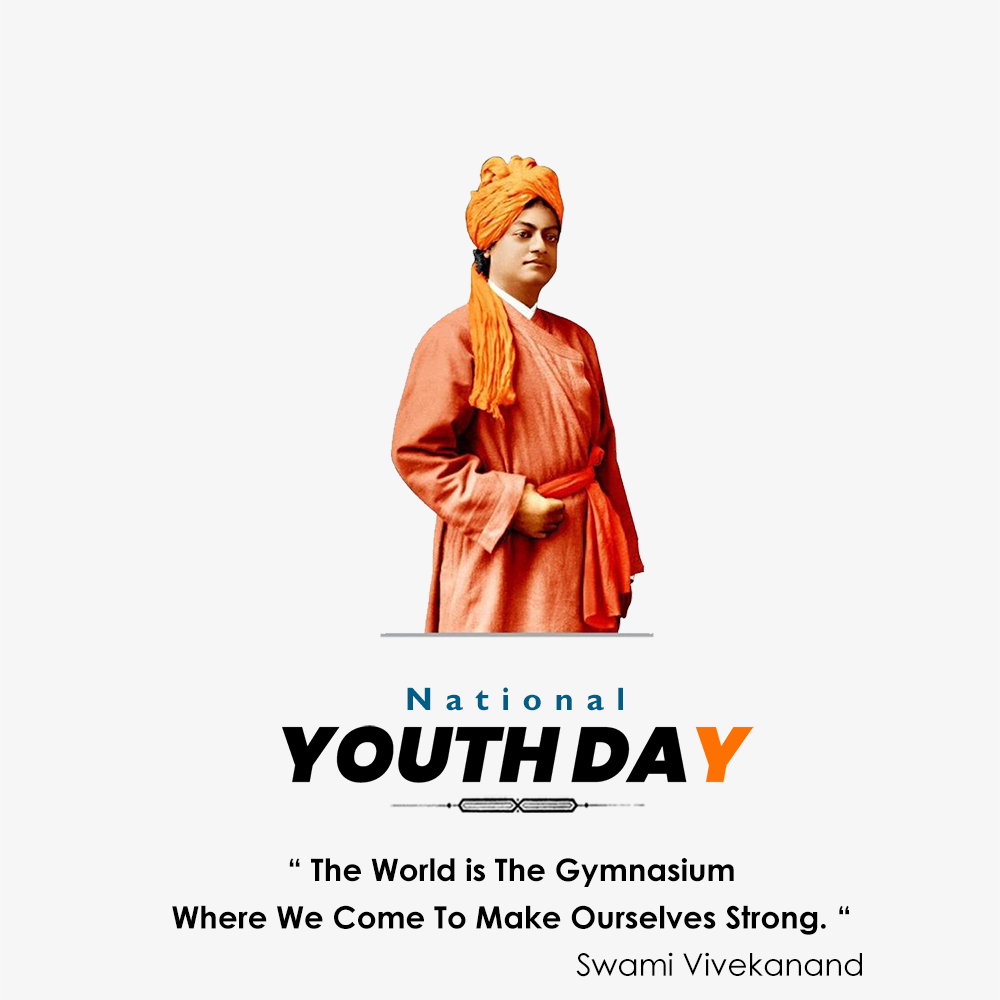 National
YOUTH DAY
“ The World is The Gymnasium
Where We Come To Make Ourselves Strong. “
Swami Vivekanand